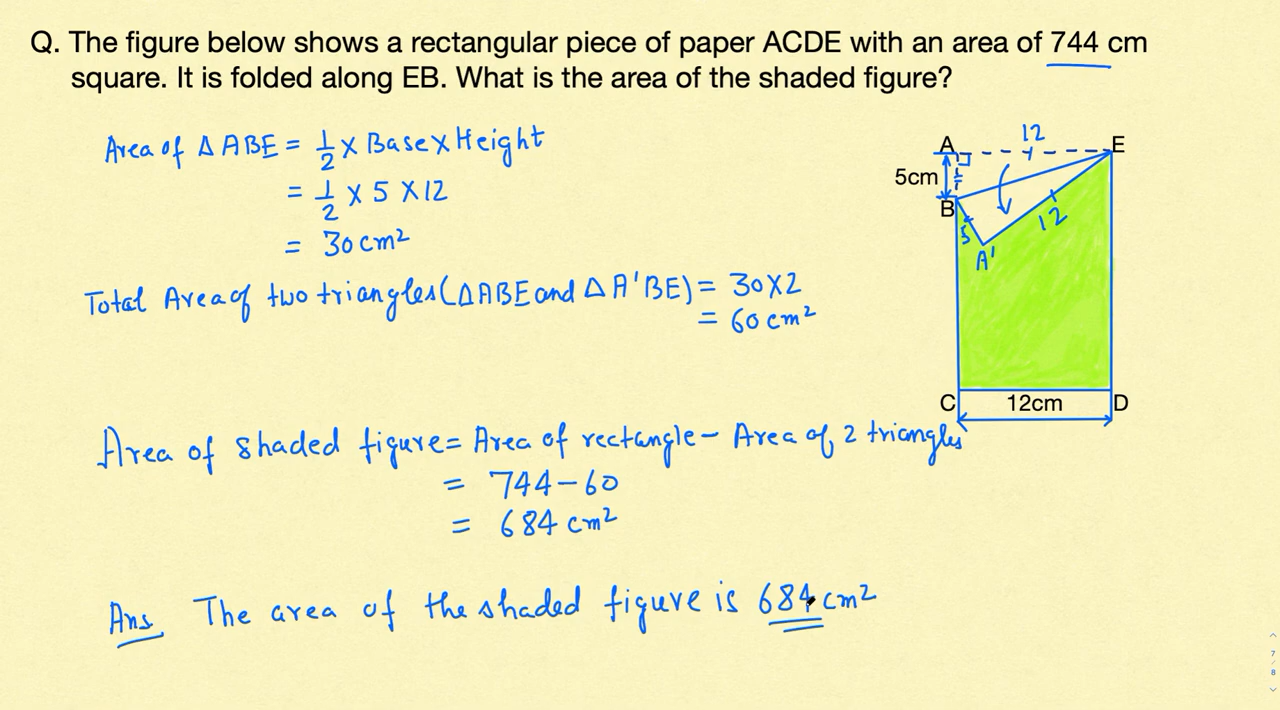 Q. The figure below shows a rectangular piece of paper ACDE with an area of 744 cm
square. It is folded along EB. What is the area of the shaded figure?
Area of Δ ABE = 1/2 x Base x Height
= 1/2 x 5 x 12
= 30 cm²
Total Area of two triangles (Δ ABE and Δ A'BE) = 30 x 2
= 60 cm²
12
A
E
5cm
B
5
12
A'
C
12cm
D
Area of shaded figure = Area of rectangle - Area of 2 triangles
= 744 - 60
= 684 cm²
Ans The area of the shaded figure is 684 cm²
7
/
8